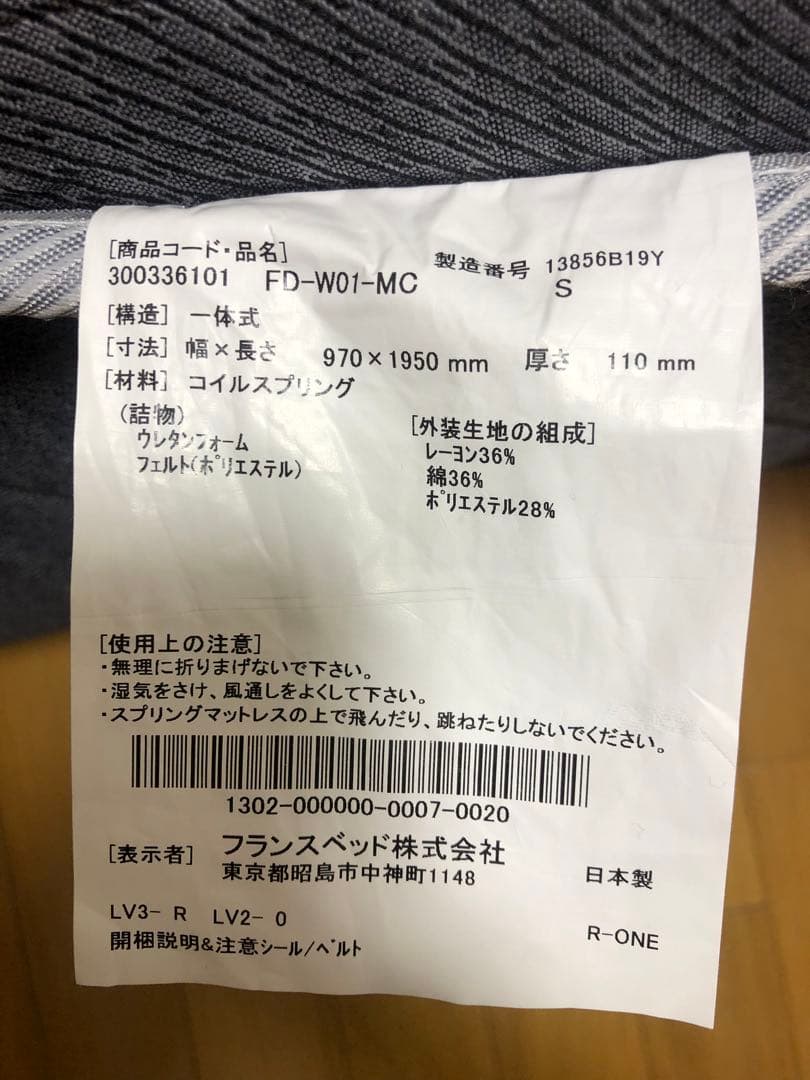 [商品コード・品名]
300336101 FD-W01-MC 製造番号 13856B19Y
S
[構造] 一体式
[寸法] 幅×長さ 970×1950 mm 厚さ 110 mm
[材料] コイルスプリング
(詰物)
ウレタンフォーム
フェルト(ポリエステル)
[外装生地の組成]
レーヨン36%
綿36%
ポリエステル28%
[使用上の注意]
・無理に折りまげないで下さい。
・湿気をさけ、風通しをよくして下さい。
・スプリングマットレスの上で飛んだり、跳ねたりしないでください。
1302-000000-0007-0020
[表示者] フランスベッド株式会社
東京都昭島市中神町1148 日本製
LV3- R LV2- 0
開梱説明&注意シール/ベルト R-ONE